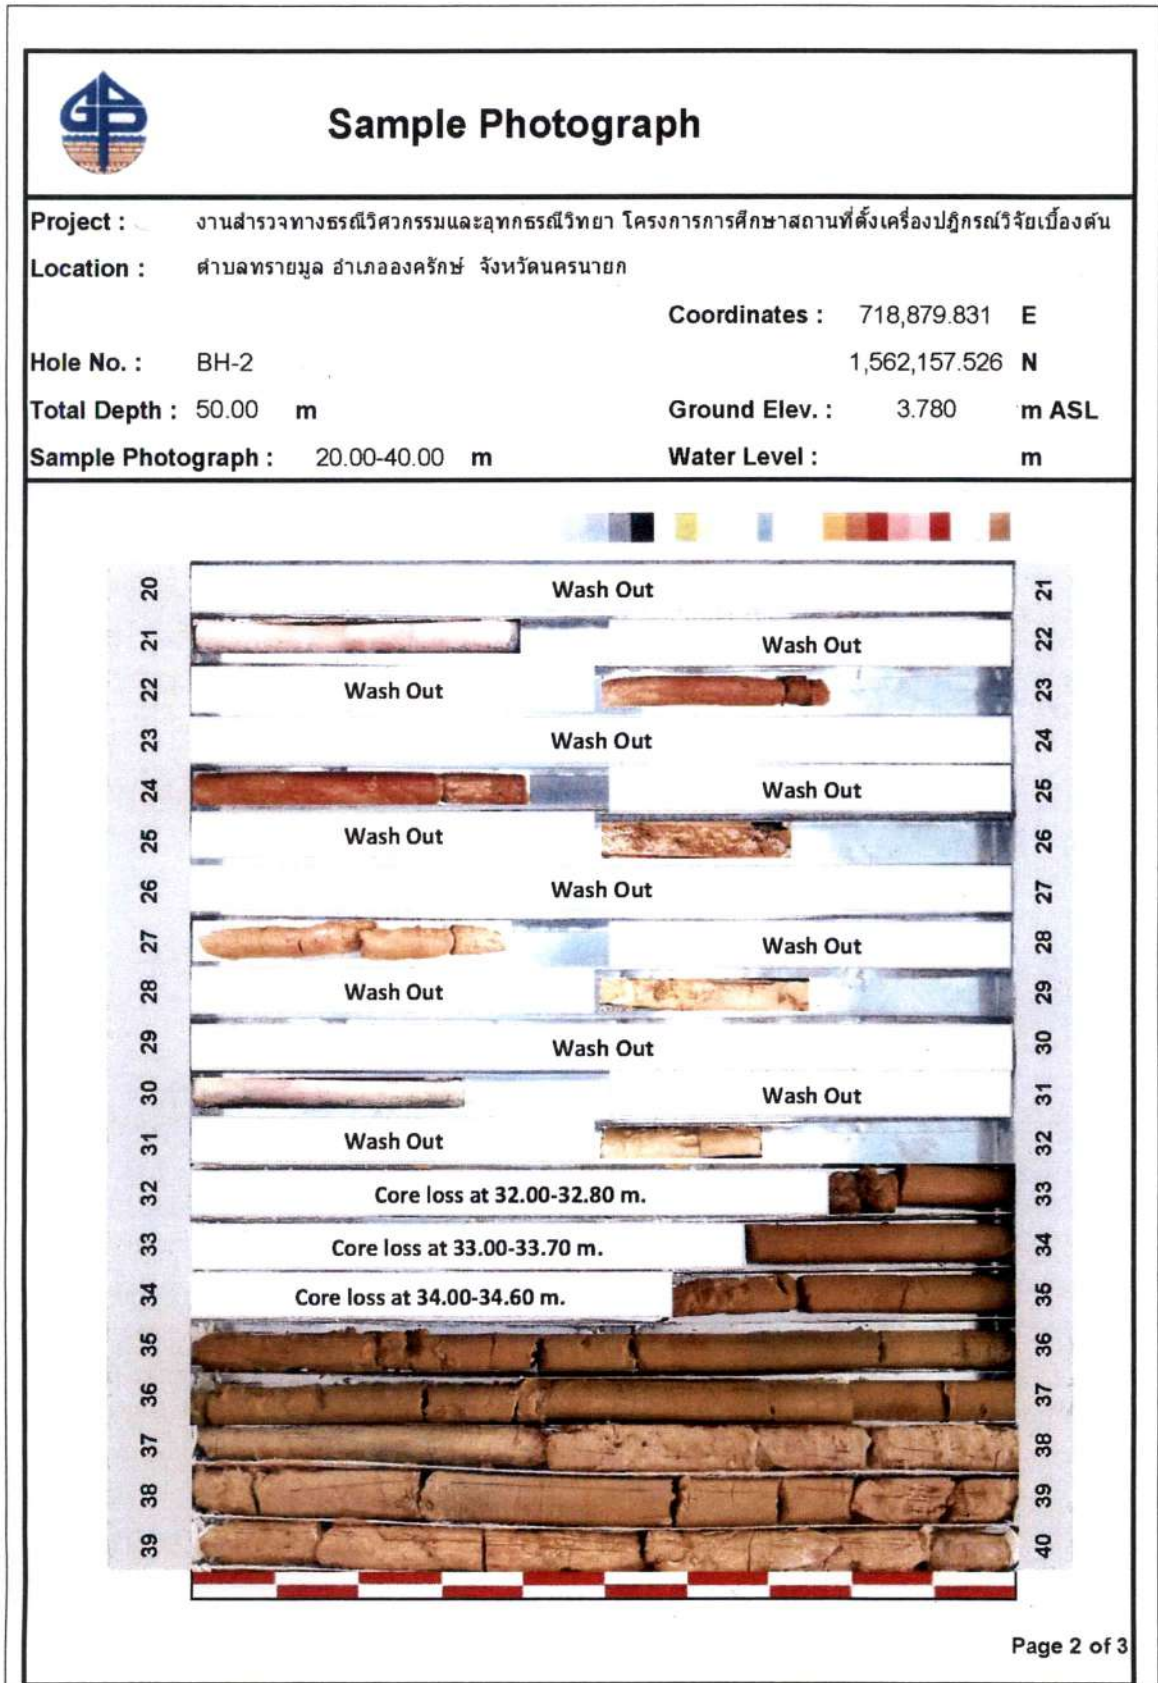 GAP
Sample Photograph
Project : งานสำรวจทางธรณีวิศวกรรมและอุทกธรณีวิทยา โครงการการศึกษาสถานที่ตั้งเครื่องปฏิกรณ์วิจัยเบื้องต้น
Location : ตำบลทรายมูล อำเภอองครักษ์ จังหวัดนครนายก
Coordinates : 718,879.831 E
Hole No. : BH-2 1,562,157.526 N
Total Depth : 50.00 m Ground Elev. : 3.780 m ASL
Sample Photograph : 20.00-40.00 m Water Level : m
20 Wash Out 21
21 Wash Out 22
22 Wash Out 23
23 Wash Out 24
24 Wash Out 25
25 Wash Out 26
26 Wash Out 27
27 Wash Out 28
28 Wash Out 29
29 Wash Out 30
30 Wash Out 31
31 Wash Out 32
32 Core loss at 32.00-32.80 m. 33
33 Core loss at 33.00-33.70 m. 34
34 Core loss at 34.00-34.60 m. 35
35 36
36 37
37 38
38 39
39 40
Page 2 of 3